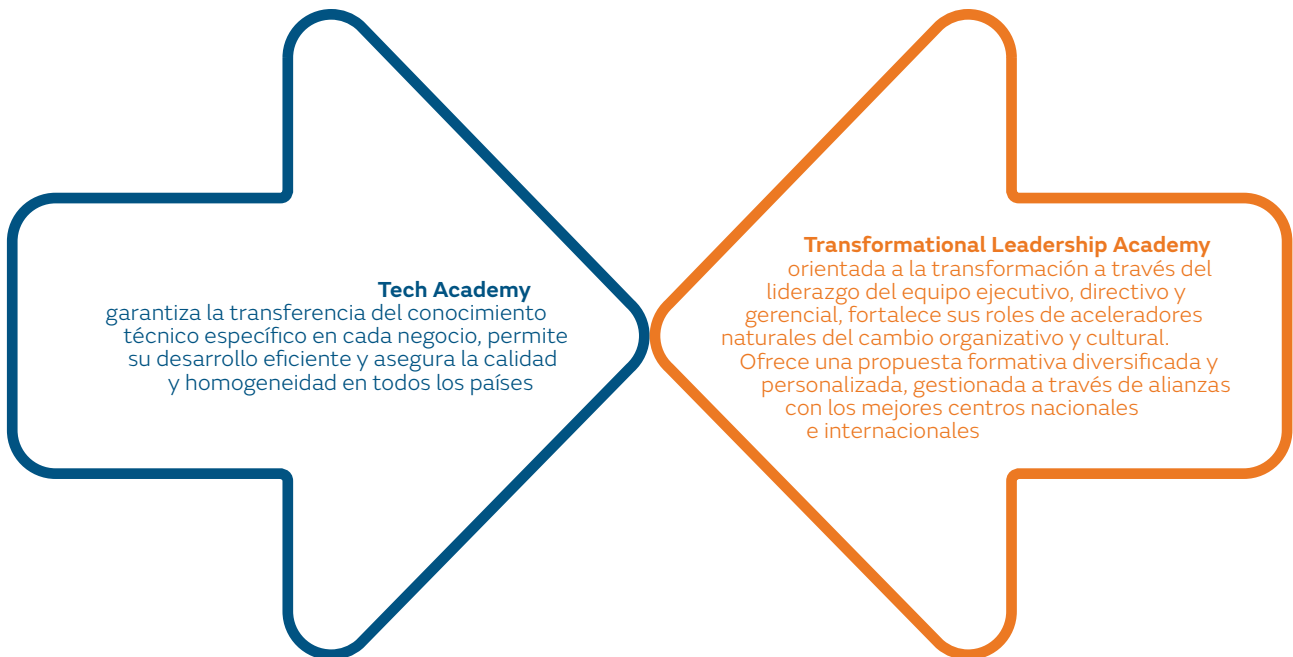 Tech Academy
garantiza la transferencia del conocimiento
técnico específico en cada negocio, permite
su desarrollo eficiente y asegura la calidad
y homogeneidad en todos los países
Transformational Leadership Academy
orientada a la transformación a través del
liderazgo del equipo ejecutivo, directivo y
gerencial, fortalece sus roles de aceleradores
naturales del cambio organizativo y cultural.
Ofrece una propuesta formativa diversificada y
personalizada, gestionada a través de alianzas
con los mejores centros nacionales
e internacionales